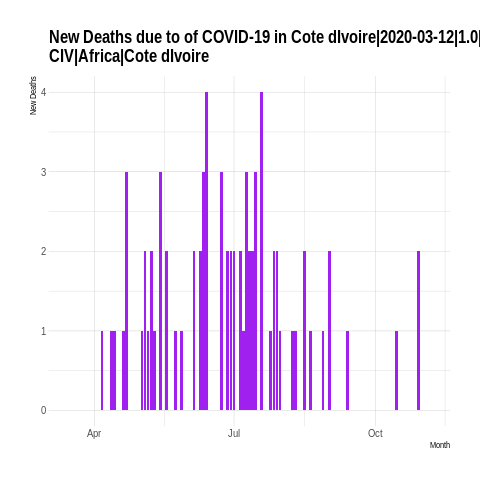 New Deaths due to of COVID-19 in Cote dIvoire|2020-03-12|1.0|
CIV|Africa|Cote dIvoire
New Deaths
4
3
2
1
0
Apr
Jul
Oct
Month